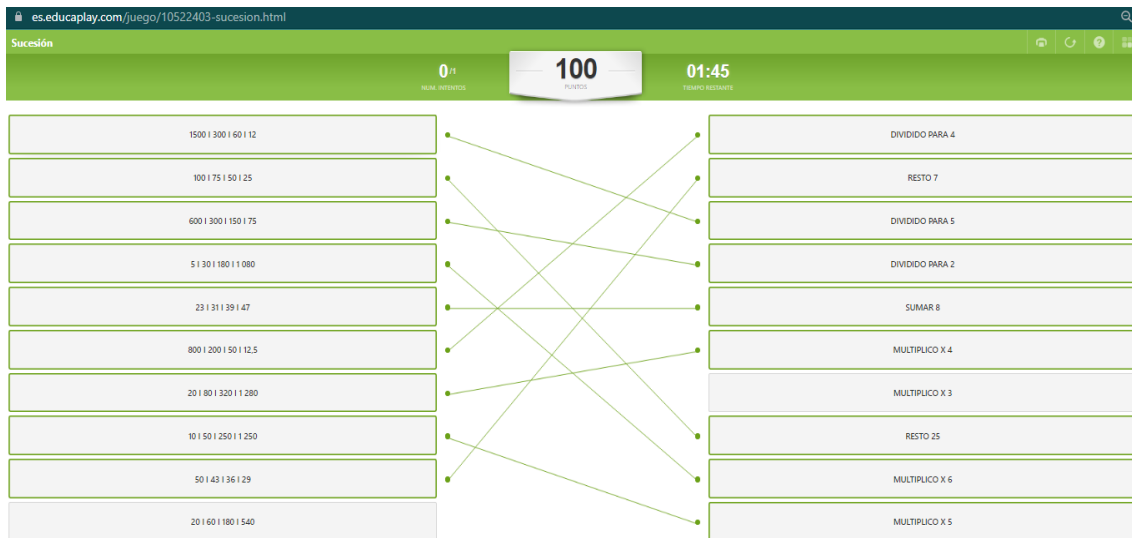 es.educaplay.com/juego/10522403-sucesion.html
Sucesión
0/1
NUM. INTENTOS
100
PUNTOS
01:45
TIEMPO RESTANTE
1500 I 300 I 60 I 12
DIVIDIDO PARA 4
100 I 75 I 50 I 25
RESTO 7
600 I 300 I 150 I 75
DIVIDIDO PARA 5
5 I 30 I 180 I 1 080
DIVIDIDO PARA 2
23 I 31 I 39 I 47
SUMAR 8
800 I 200 I 50 I 12,5
MULTIPLICO X 4
20 I 80 I 320 I 1 280
MULTIPLICO X 3
10 I 50 I 250 I 1 250
RESTO 25
50 I 43 I 36 I 29
MULTIPLICO X 6
20 I 60 I 180 I 540
MULTIPLICO X 5